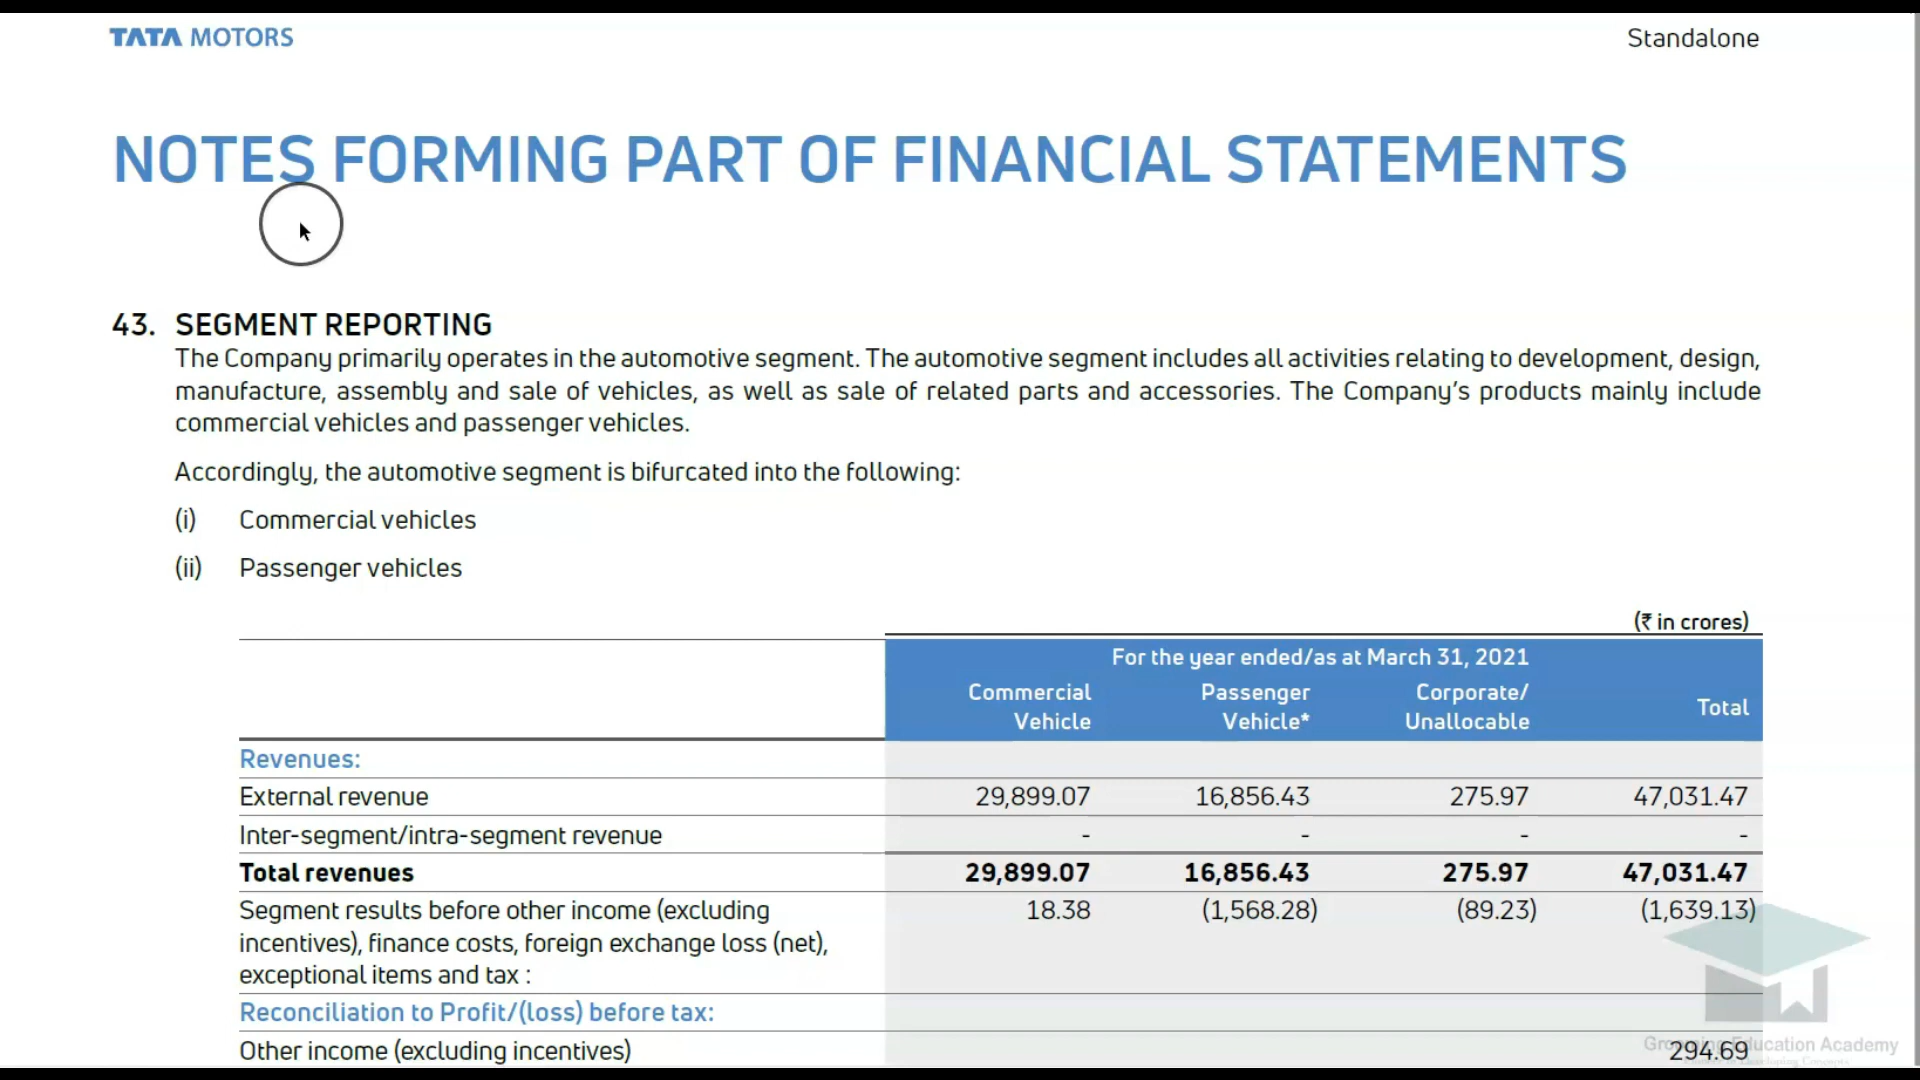 TATA MOTORS
Standalone
NOTES FORMING PART OF FINANCIAL STATEMENTS
43. SEGMENT REPORTING
The Company primarily operates in the automotive segment. The automotive segment includes all activities relating to development, design,
manufacture, assembly and sale of vehicles, as well as sale of related parts and accessories. The Company's products mainly include
commercial vehicles and passenger vehicles.
Accordingly, the automotive segment is bifurcated into the following:
(i) Commercial vehicles
(ii) Passenger vehicles
(₹ in crores)
For the year ended/as at March 31, 2021
Commercial Passenger Corporate/
Vehicle Vehicle* Unallocable Total
Revenues:
External revenue 29,899.07 16,856.43 275.97 47,031.47
Inter-segment/intra-segment revenue - - - -
Total revenues 29,899.07 16,856.43 275.97 47,031.47
Segment results before other income (excluding 18.38 (1,568.28) (89.23) (1,639.13)
incentives), finance costs, foreign exchange loss (net),
exceptional items and tax :
Reconciliation to Profit/(loss) before tax:
Other income (excluding incentives) 294.69
Education Academy